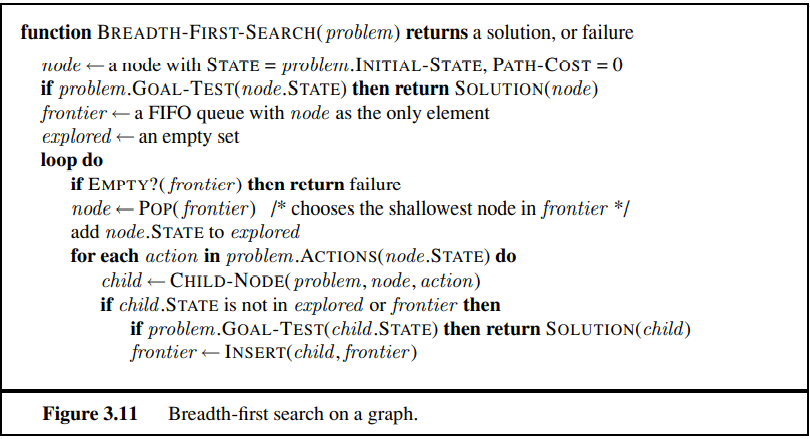 function BREADTH-FIRST-SEARCH(problem) returns a solution, or failure
node ← a node with STATE = problem.INITIAL-STATE, PATH-COST = 0
if problem.GOAL-TEST(node.STATE) then return SOLUTION(node)
frontier ← a FIFO queue with node as the only element
explored ← an empty set
loop do
if EMPTY?(frontier) then return failure
node ← POP(frontier) /* chooses the shallowest node in frontier */
add node.STATE to explored
for each action in problem.ACTIONS(node.STATE) do
child ← CHILD-NODE(problem, node, action)
if child.STATE is not in explored or frontier then
if problem.GOAL-TEST(child.STATE) then return SOLUTION(child)
frontier ← INSERT(child, frontier)
Figure 3.11 Breadth-first search on a graph.